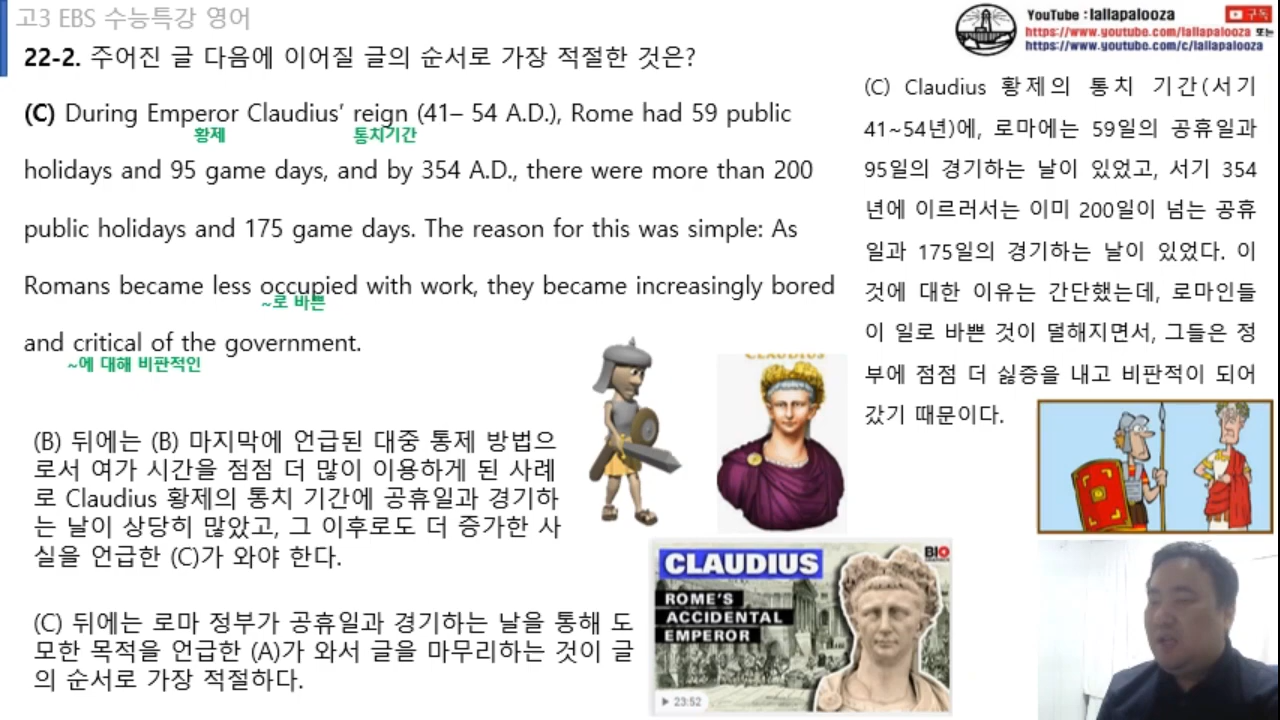 고3 EBS 수능특강 영어
YouTube : lallapalooza
구독
https://www.youtube.com/lallapalooza 또는
https://www.youtube.com/c/lallapalooza
22-2. 주어진 글 다음에 이어질 글의 순서로 가장 적절한 것은?
(C) During Emperor Claudius’ reign (41– 54 A.D.), Rome had 59 public
황제 통치기간
holidays and 95 game days, and by 354 A.D., there were more than 200
public holidays and 175 game days. The reason for this was simple: As
Romans became less occupied with work, they became increasingly bored
~로 바쁜
and critical of the government.
~에 대해 비판적인
(C) Claudius 황제의 통치 기간(서기
41~54년)에, 로마에는 59일의 공휴일과
95일의 경기하는 날이 있었고, 서기 354
년에 이르러서는 이미 200일이 넘는 공휴
일과 175일의 경기하는 날이 있었다. 이
것에 대한 이유는 간단했는데, 로마인들
이 일로 바쁜 것이 덜해지면서, 그들은 정
부에 점점 더 싫증을 내고 비판적이 되어
갔기 때문이다.
(B) 뒤에는 (B) 마지막에 언급된 대중 통제 방법으
로서 여가 시간을 점점 더 많이 이용하게 된 사례
로 Claudius 황제의 통치 기간에 공휴일과 경기하
는 날이 상당히 많았고, 그 이후로도 더 증가한 사
실을 언급한 (C)가 와야 한다.
(C) 뒤에는 로마 정부가 공휴일과 경기하는 날을 통해 도
모한 목적을 언급한 (A)가 와서 글을 마무리하는 것이 글
의 순서로 가장 적절하다.
CLAUDIUS
CLAUDIUS
BIO
ROME'S
ACCIDENTAL
EMPEROR
23:52